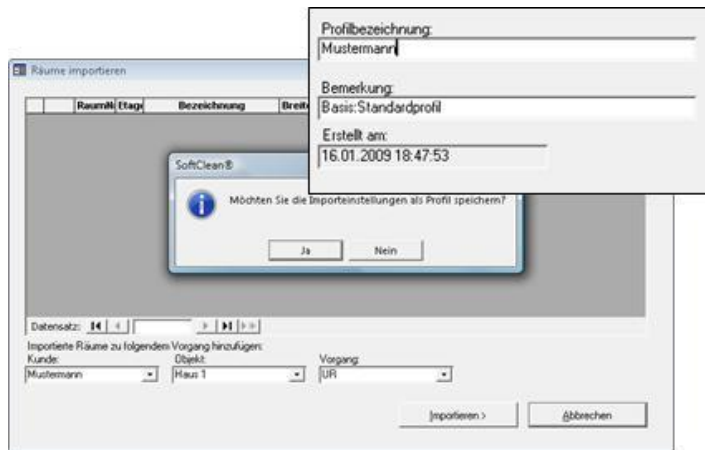 Profilbezeichnung:
Mustermann
Bemerkung:
Basis:Standardprofil
Erstellt am:
16.01.2009 18:47:53
Räume importieren
RaumN Etage Bezeichnung Breite
SoftClean®
Möchten Sie die Importeinstellungen als Profil speichern?
Ja Nein
Datensatz:
Importierte Räume zu folgendem Vorgang hinzufügen:
Kunde: Objekt: Vorgang:
Mustermann Haus 1 UR
Importieren > Abbrechen